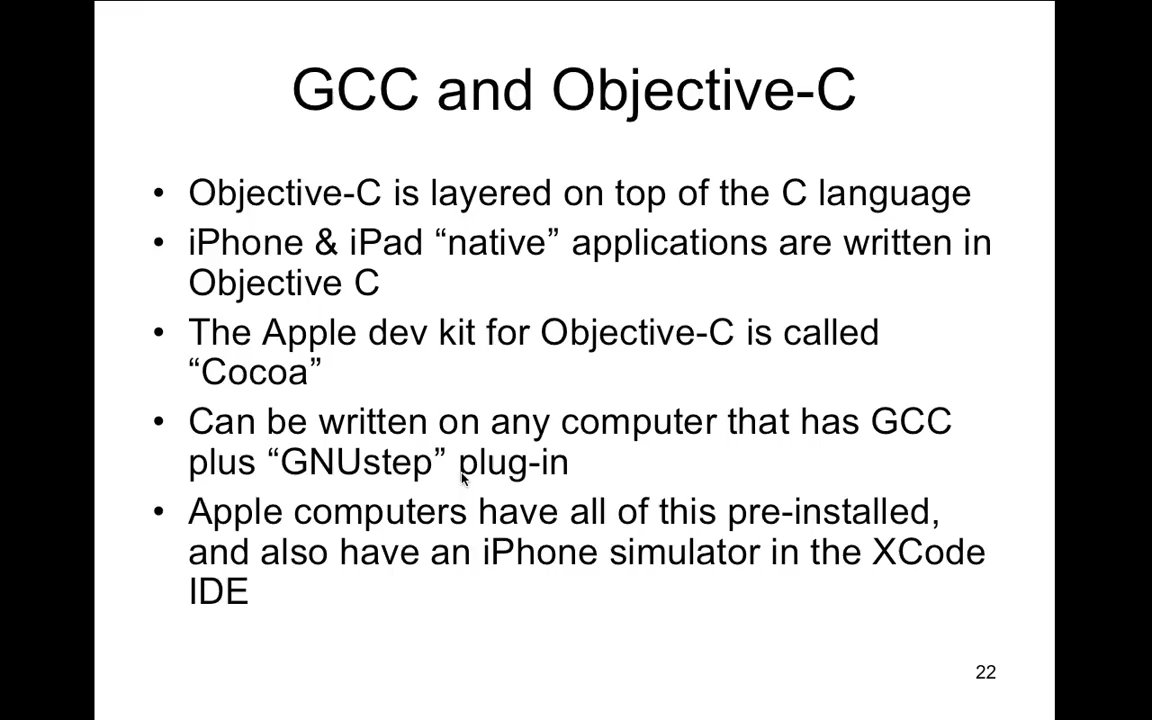 GCC and Objective-C
• Objective-C is layered on top of the C language
• iPhone & iPad “native” applications are written in
Objective C
• The Apple dev kit for Objective-C is called
“Cocoa”
• Can be written on any computer that has GCC
plus “GNUstep” plug-in
• Apple computers have all of this pre-installed,
and also have an iPhone simulator in the XCode
IDE
22